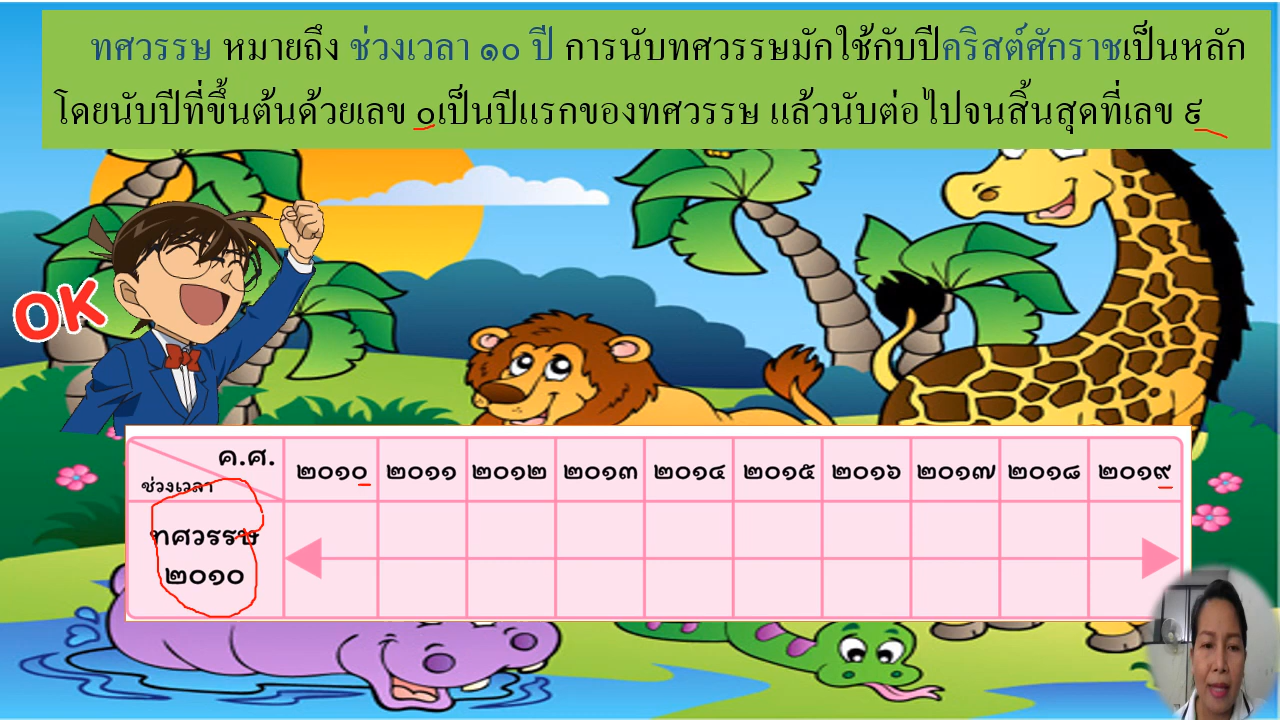 ทศวรรษ หมายถึง ช่วงเวลา ๑๐ ปี การนับทศวรรษมักใช้กับปีคริสต์ศักราชเป็นหลัก
โดยนับปีที่ขึ้นต้นด้วยเลข ๐เป็นปีแรกของทศวรรษ แล้วนับต่อไปจนสิ้นสุดที่เลข ๙
OK
ค.ศ. ๒๐๑๐ ๒๐๑๑ ๒๐๑๒ ๒๐๑๓ ๒๐๑๔ ๒๐๑๕ ๒๐๑๖ ๒๐๑๗ ๒๐๑๘ ๒๐๑๙
ช่วงเวลา
ทศวรรษ
๒๐๑๐